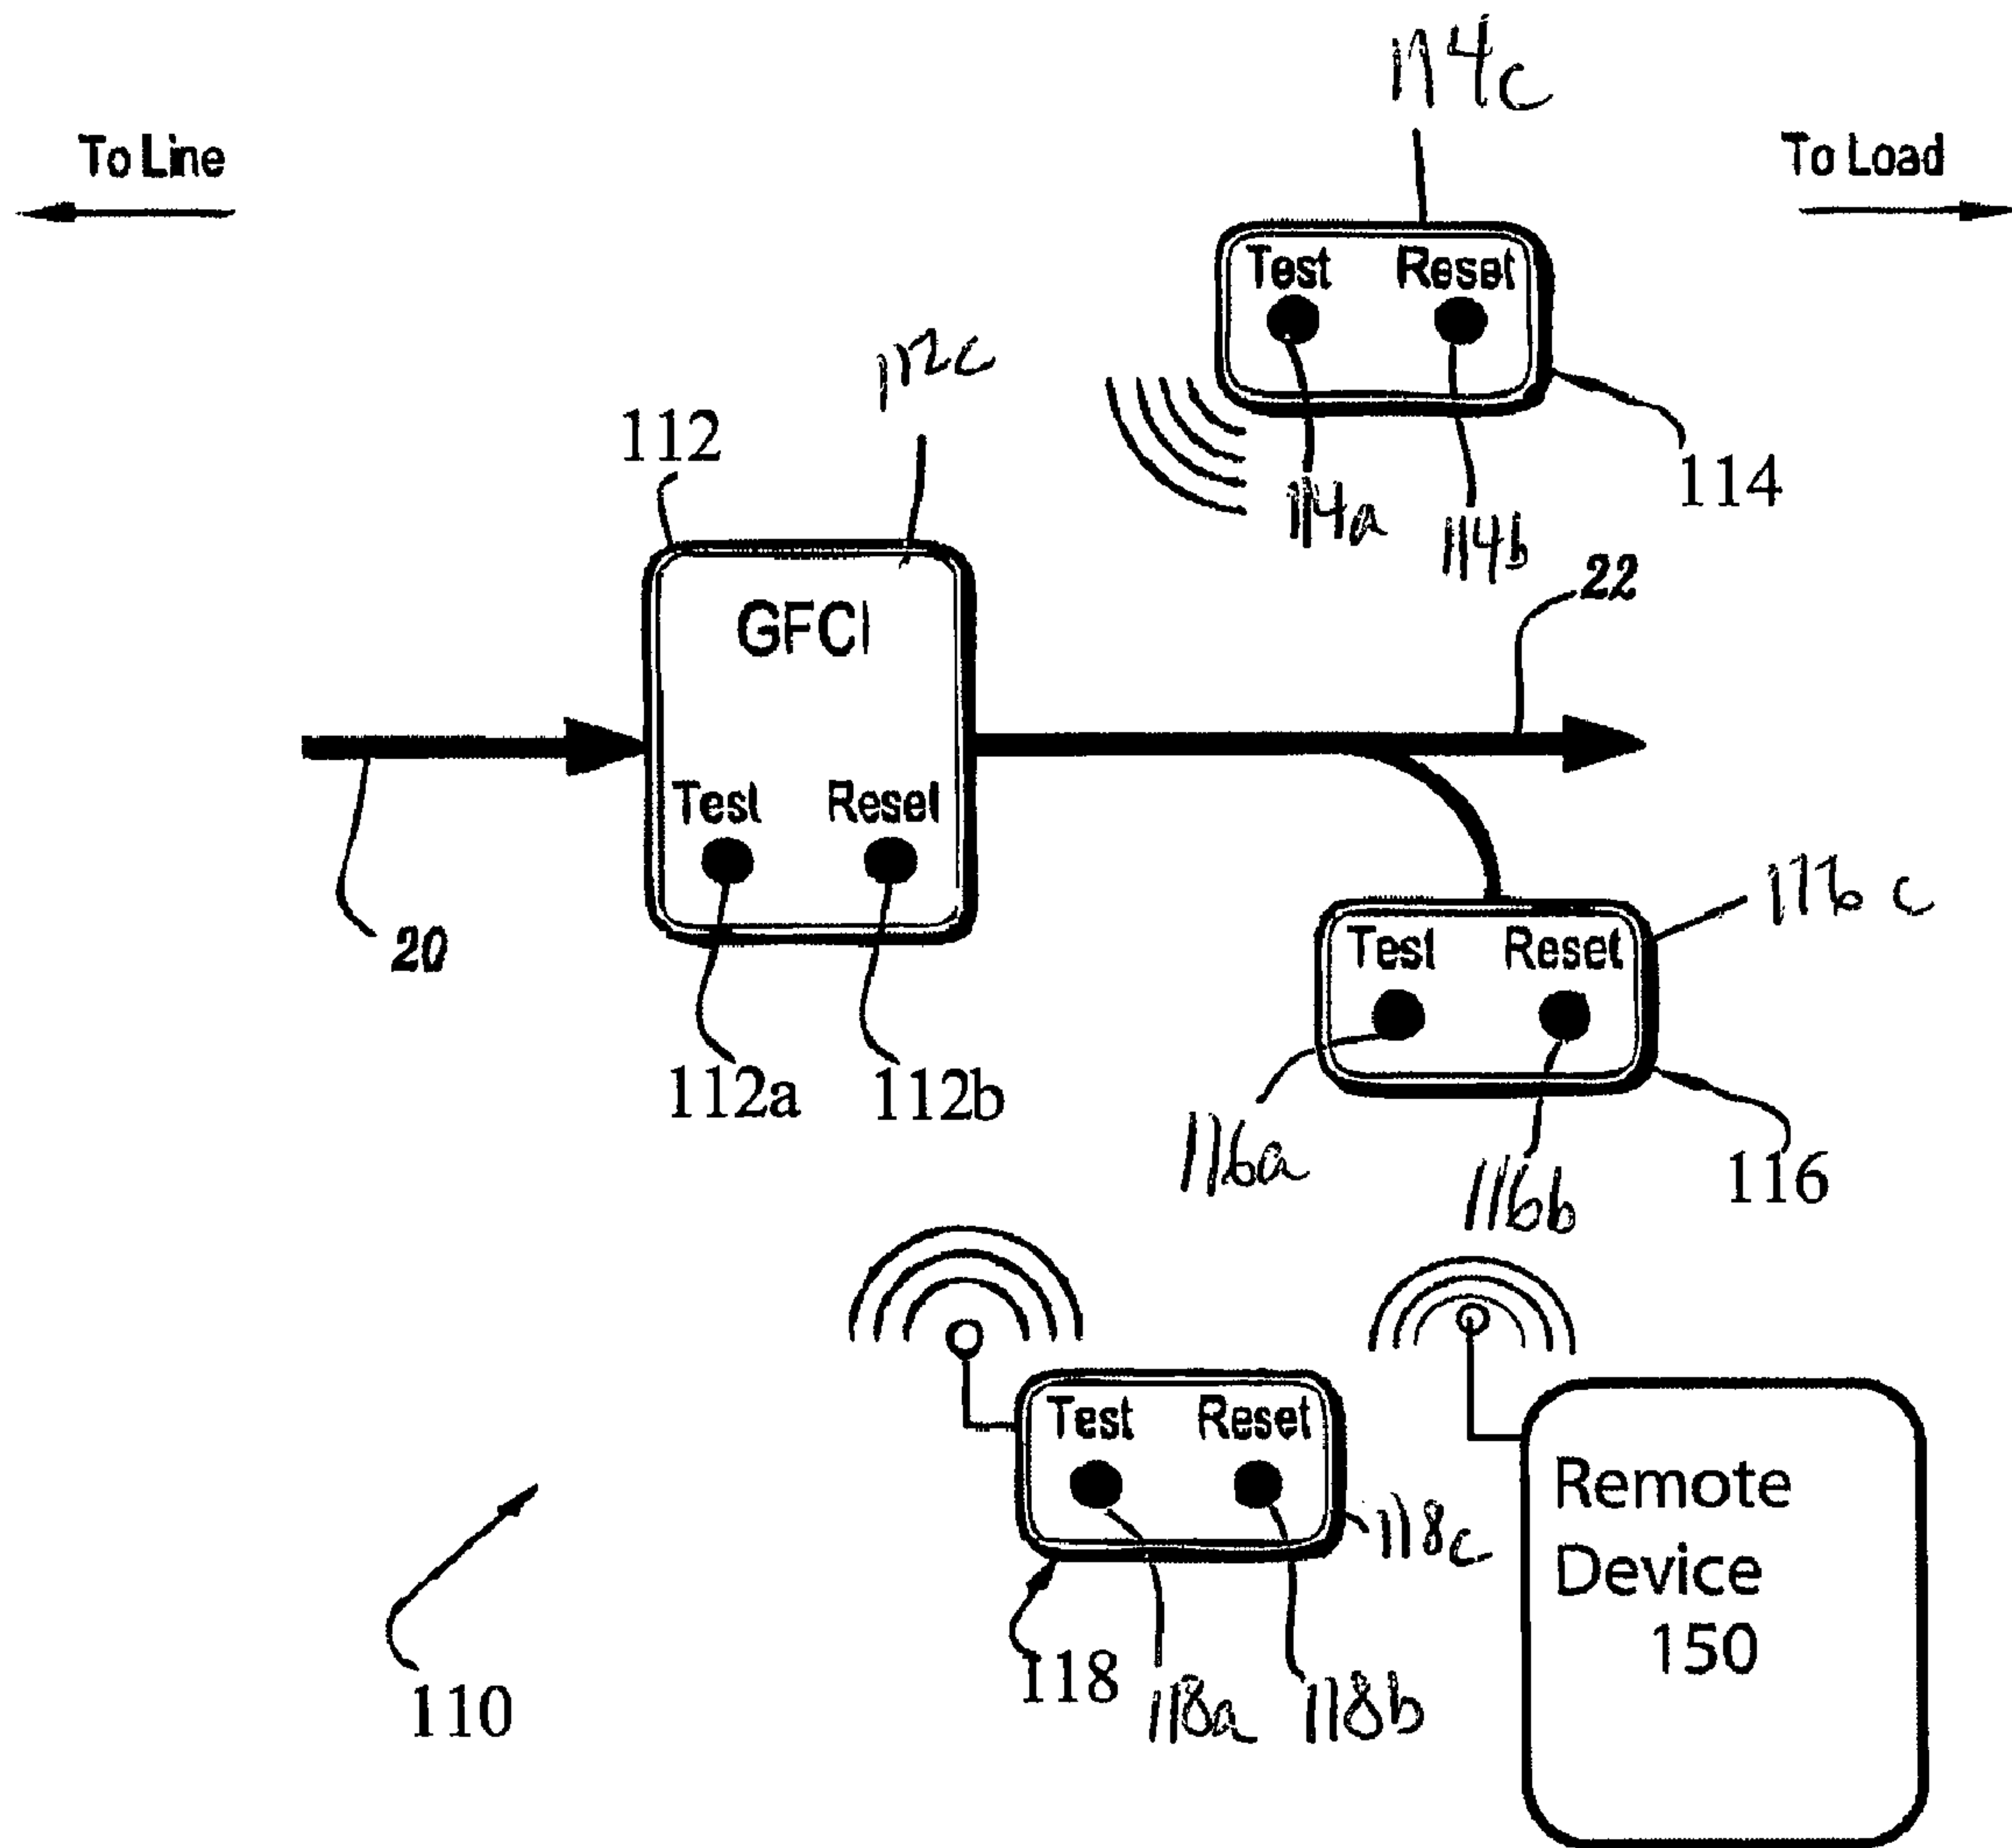 114c
To Line
To Load
Test Reset
112c
112
114
114a
114b
22
GFCI
Test Reset
20
116c
Test Reset
112a
112b
116a
116b
116
Test Reset
118c
Remote
Device
150
118
118a
118b
110